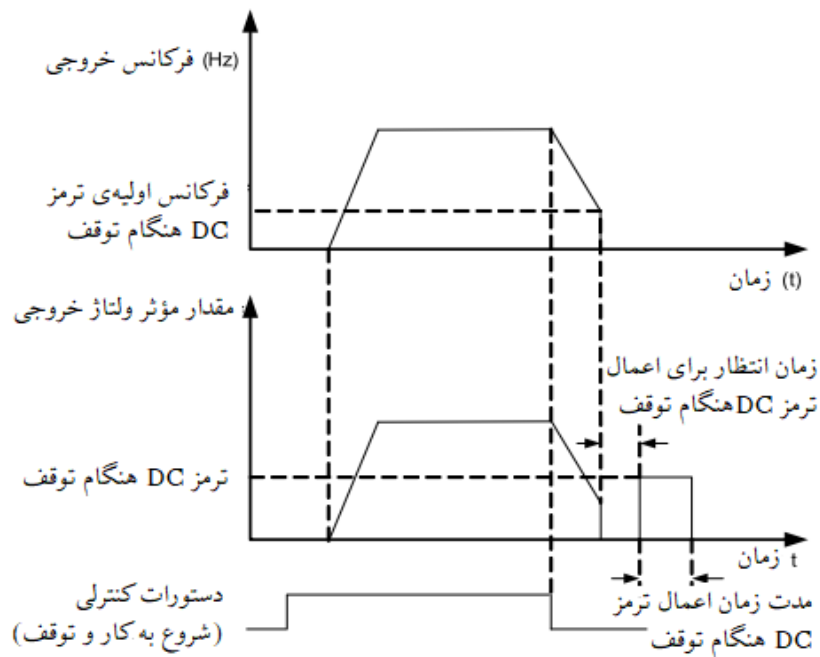 فرکانس خروجی (Hz)
فرکانس اولیه‌ی ترمز
DC هنگام توقف
زمان (t)
مقدار مؤثر ولتاژ خروجی
زمان انتظار برای اعمال
ترمز DC هنگام توقف
ترمز DC هنگام توقف
زمان t
دستورات کنترلی
(شروع به کار و توقف)
مدت زمان اعمال ترمز
DC هنگام توقف